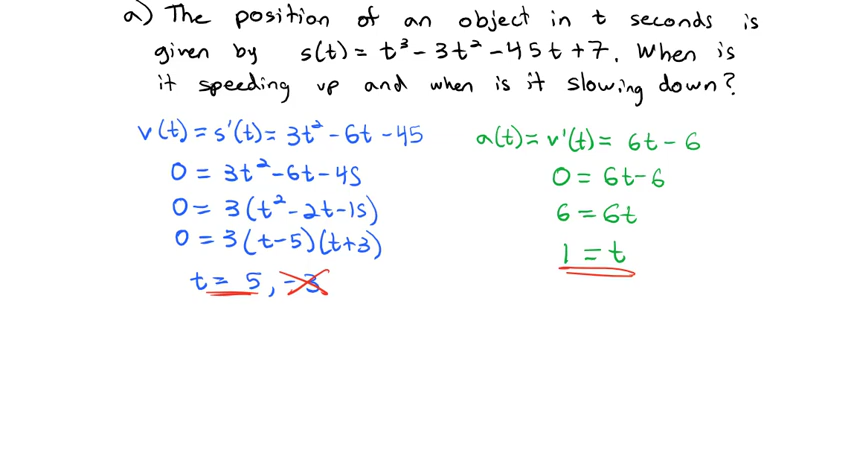 a) The position of an object in t seconds is
given by s(t) = t³ - 3t² - 45t + 7. When is
it speeding up and when is it slowing down?
v(t) = s'(t) = 3t² - 6t - 45
0 = 3t² - 6t - 45
0 = 3(t² - 2t - 15)
0 = 3(t-5)(t+3)
t = 5, -3
a(t) = v'(t) = 6t - 6
0 = 6t - 6
6 = 6t
1 = t